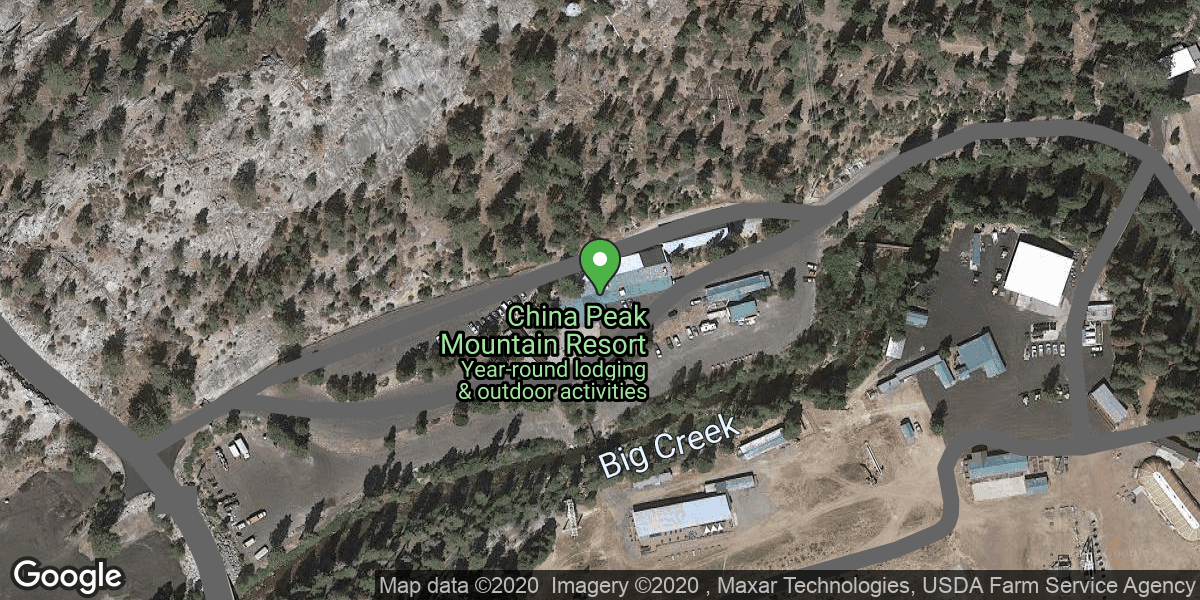 China Peak
Mountain Resort
Year-round lodging
& outdoor activities
Big Creek
Google
Map data ©2020 Imagery ©2020 , Maxar Technologies, USDA Farm Service Agency